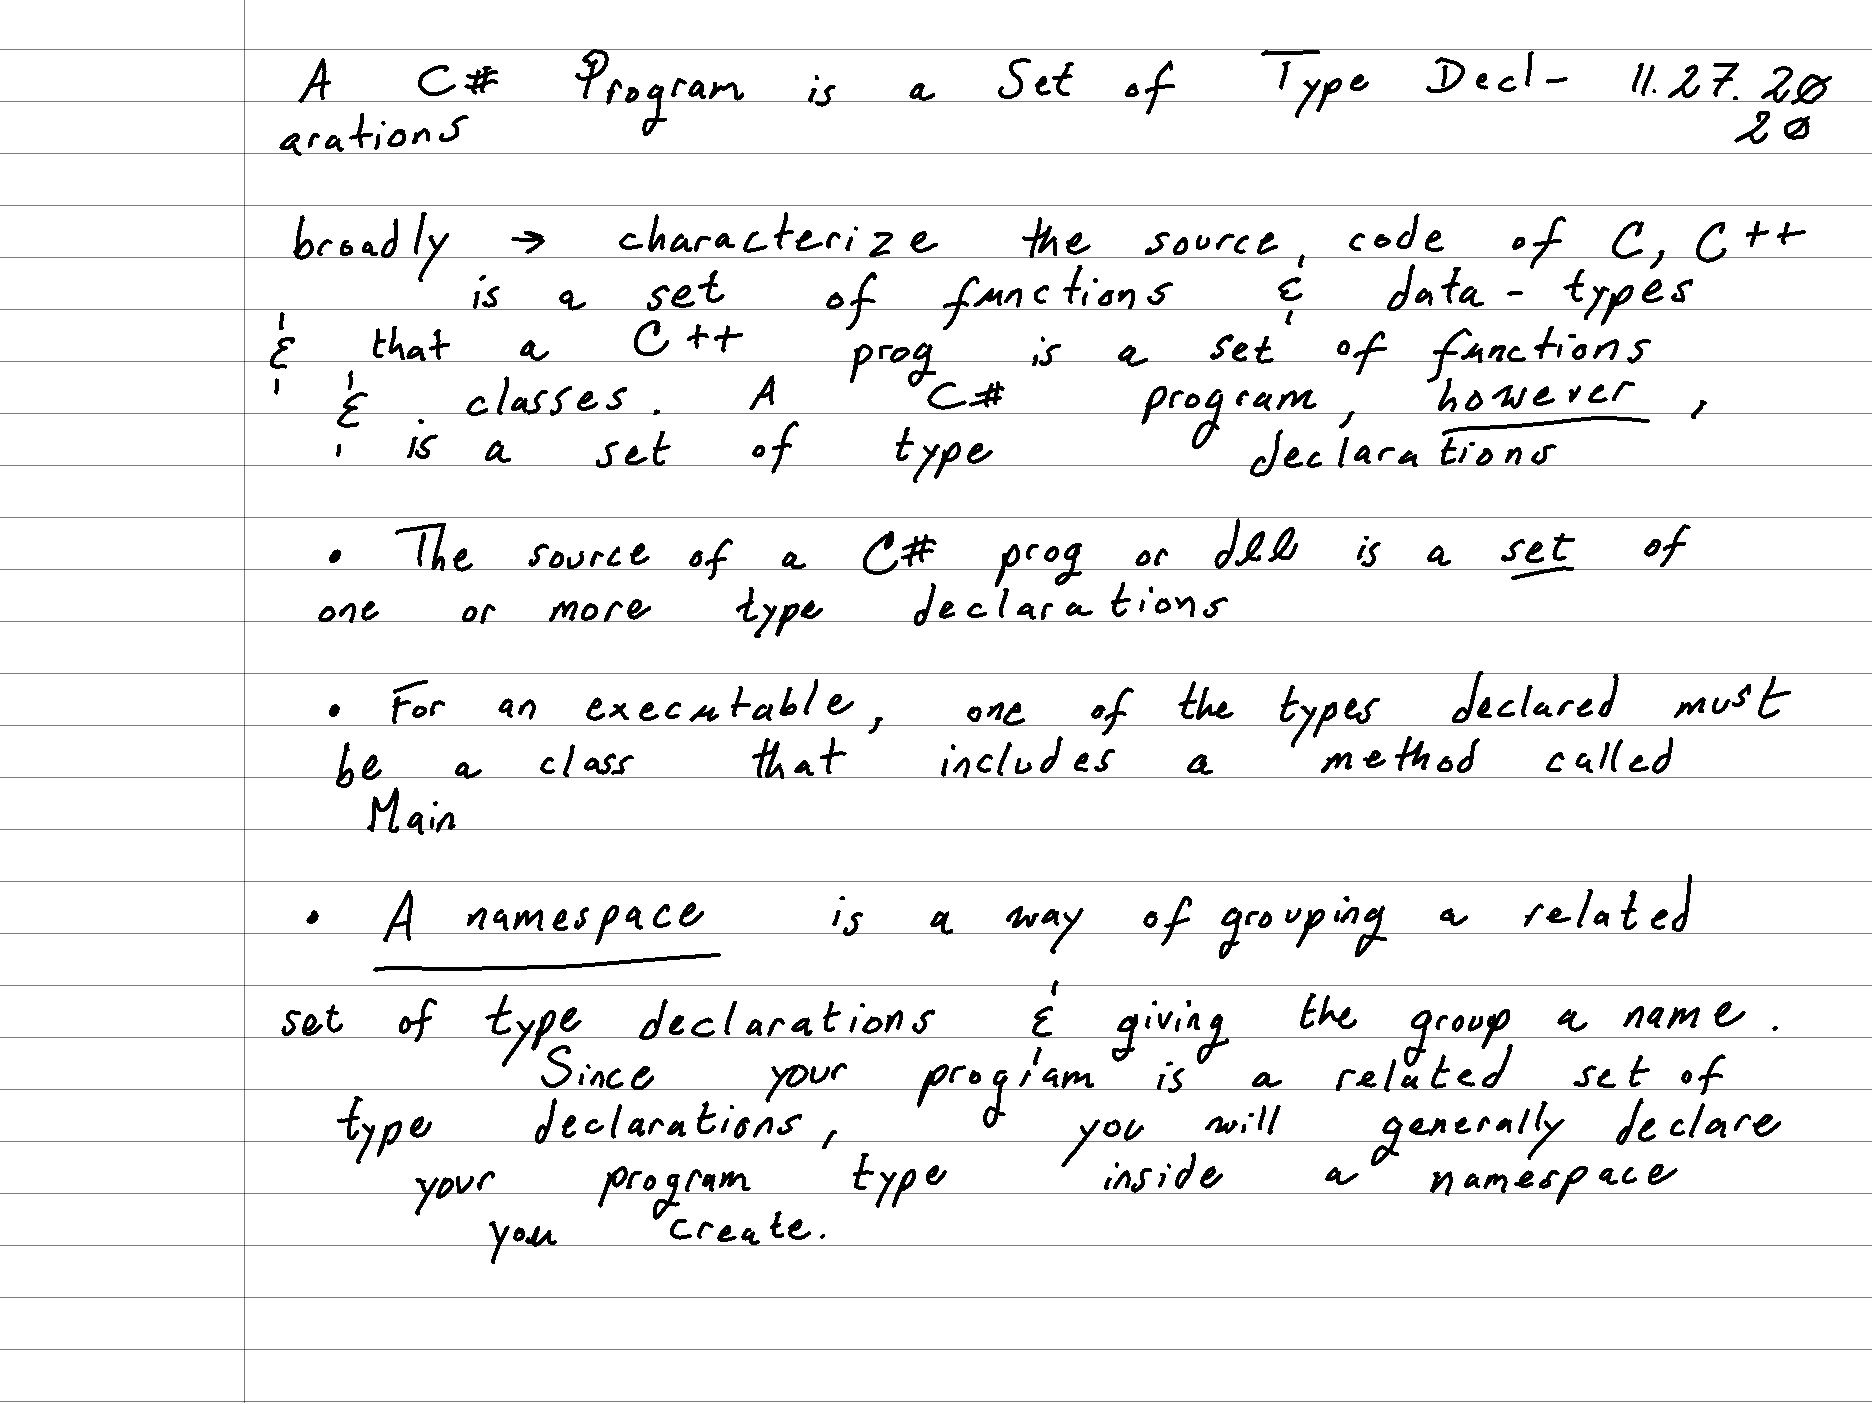 A C# Program is a Set of Type Decl- 11.27.20
arations 20
broadly → characterize the source code of C, C++
is a set of functions & data-types
& that a C++ prog is a set of functions
& classes. A C# program, however,
is a set of type declarations
• The source of a C# prog or dll is a set of
one or more type declarations
• For an executable, one of the types declared must
be a class that includes a method called
Main
• A namespace is a way of grouping a related
set of type declarations & giving the group a name.
Since your program is a related set of
type declarations, you will generally declare
your program type inside a namespace
you create.